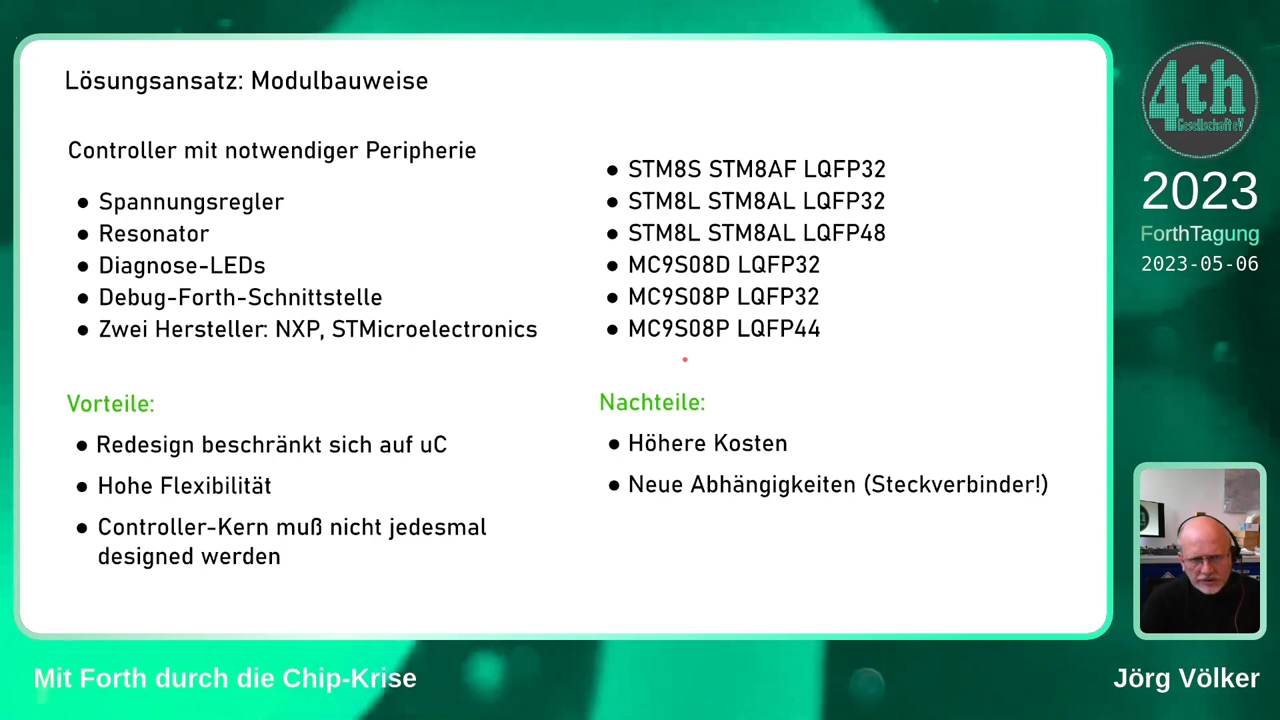 Lösungsansatz: Modulbauweise
Controller mit notwendiger Peripherie
● Spannungsregler
● Resonator
● Diagnose-LEDs
● Debug-Forth-Schnittstelle
● Zwei Hersteller: NXP, STMicroelectronics
● STM8S STM8AF LQFP32
● STM8L STM8AL LQFP32
● STM8L STM8AL LQFP48
● MC9S08D LQFP32
● MC9S08P LQFP32
● MC9S08P LQFP44
Vorteile:
● Redesign beschränkt sich auf uC
● Hohe Flexibilität
● Controller-Kern muß nicht jedesmal
designed werden
Nachteile:
● Höhere Kosten
● Neue Abhängigkeiten (Steckverbinder!)
4th
Gesellschaft eV
2023
ForthTagung
2023-05-06
Mit Forth durch die Chip-Krise
Jörg Völker